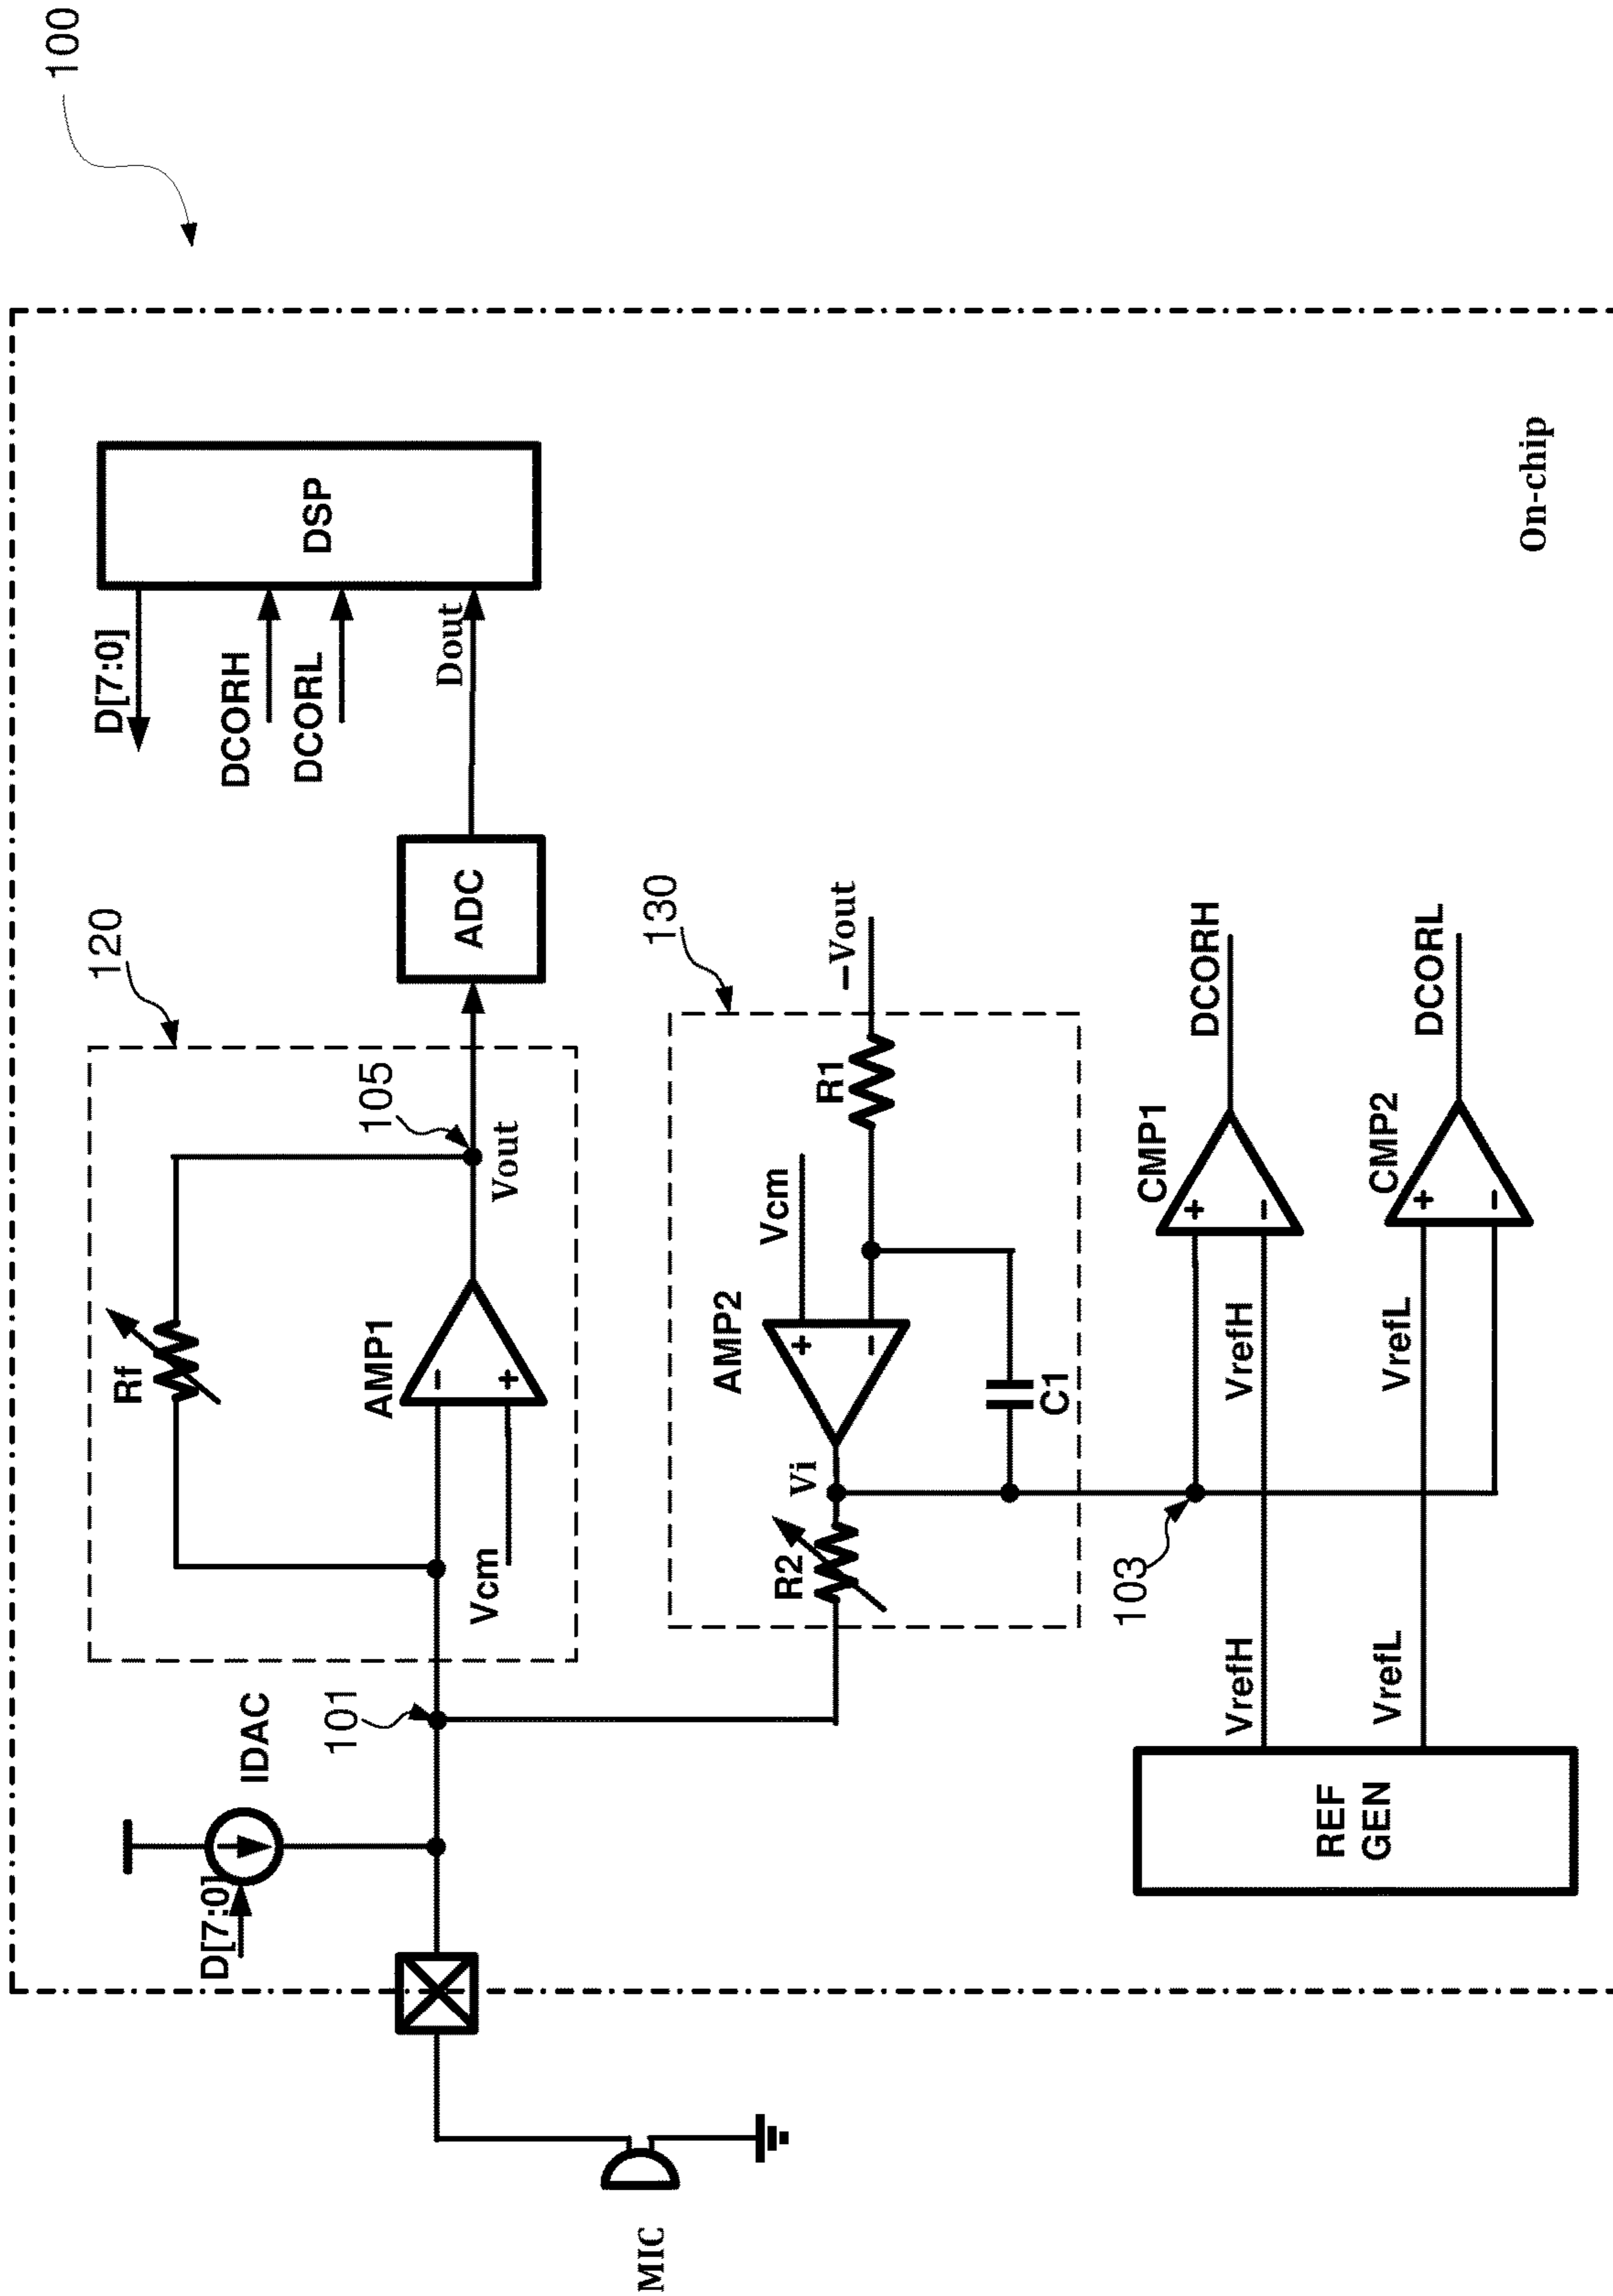 100
120
Rf
AMP1
Vcm
105
Vout
ADC
Dout
DSP
D[7:0]
DCORH
DCORL
IDAC
D[7:0]
101
MIC
130
AMP2
Vcm
R1
−Vout
Vi
R2
C1
103
REF
GEN
VrefH
VrefH
VrefL
VrefL
CMP1
DCORH
CMP2
DCORL
On-chip